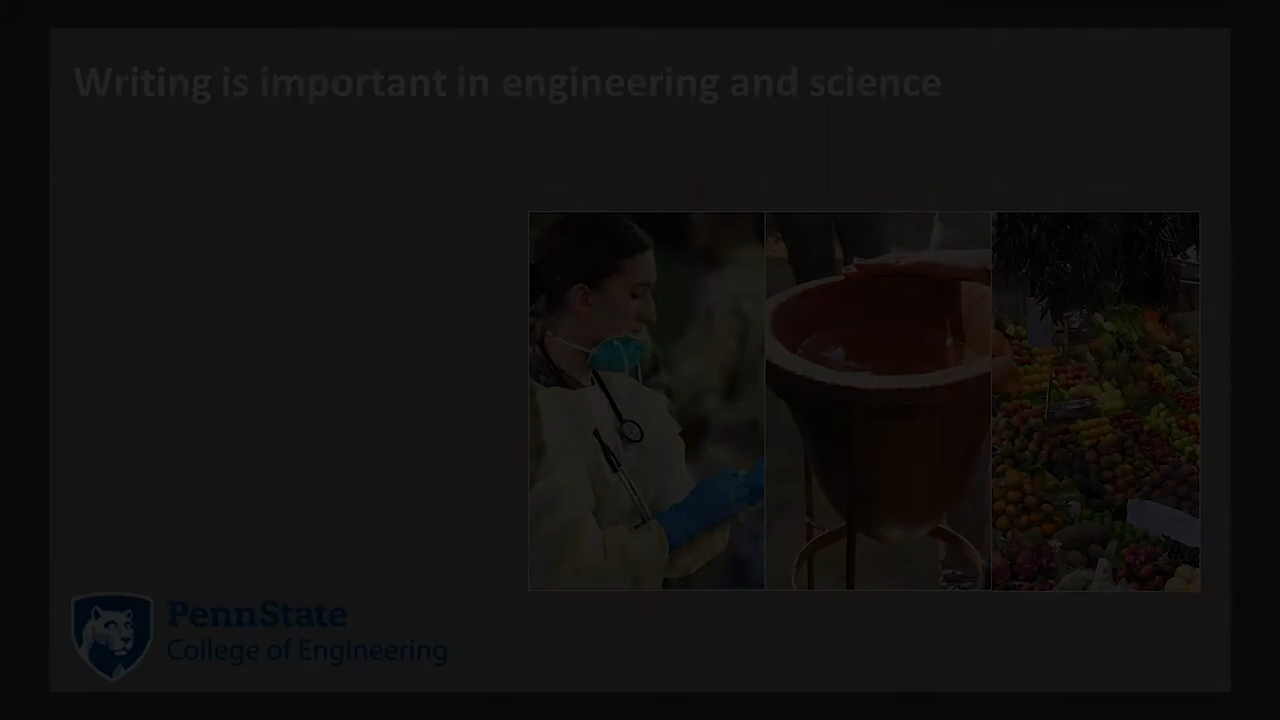 Writing is important in engineering and science
PennState
College of Engineering